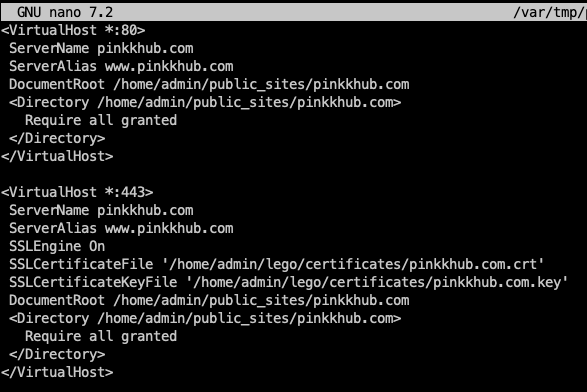 GNU nano 7.2 /var/tmp/
<VirtualHost *:80>
ServerName pinkkhub.com
ServerAlias www.pinkkhub.com
DocumentRoot /home/admin/public_sites/pinkkhub.com
<Directory /home/admin/public_sites/pinkkhub.com>
Require all granted
</Directory>
</VirtualHost>
<VirtualHost *:443>
ServerName pinkkhub.com
ServerAlias www.pinkkhub.com
SSLEngine On
SSLCertificateFile '/home/admin/lego/certificates/pinkkhub.com.crt'
SSLCertificateKeyFile '/home/admin/lego/certificates/pinkkhub.com.key'
DocumentRoot /home/admin/public_sites/pinkkhub.com
<Directory /home/admin/public_sites/pinkkhub.com>
Require all granted
</Directory>
</VirtualHost>